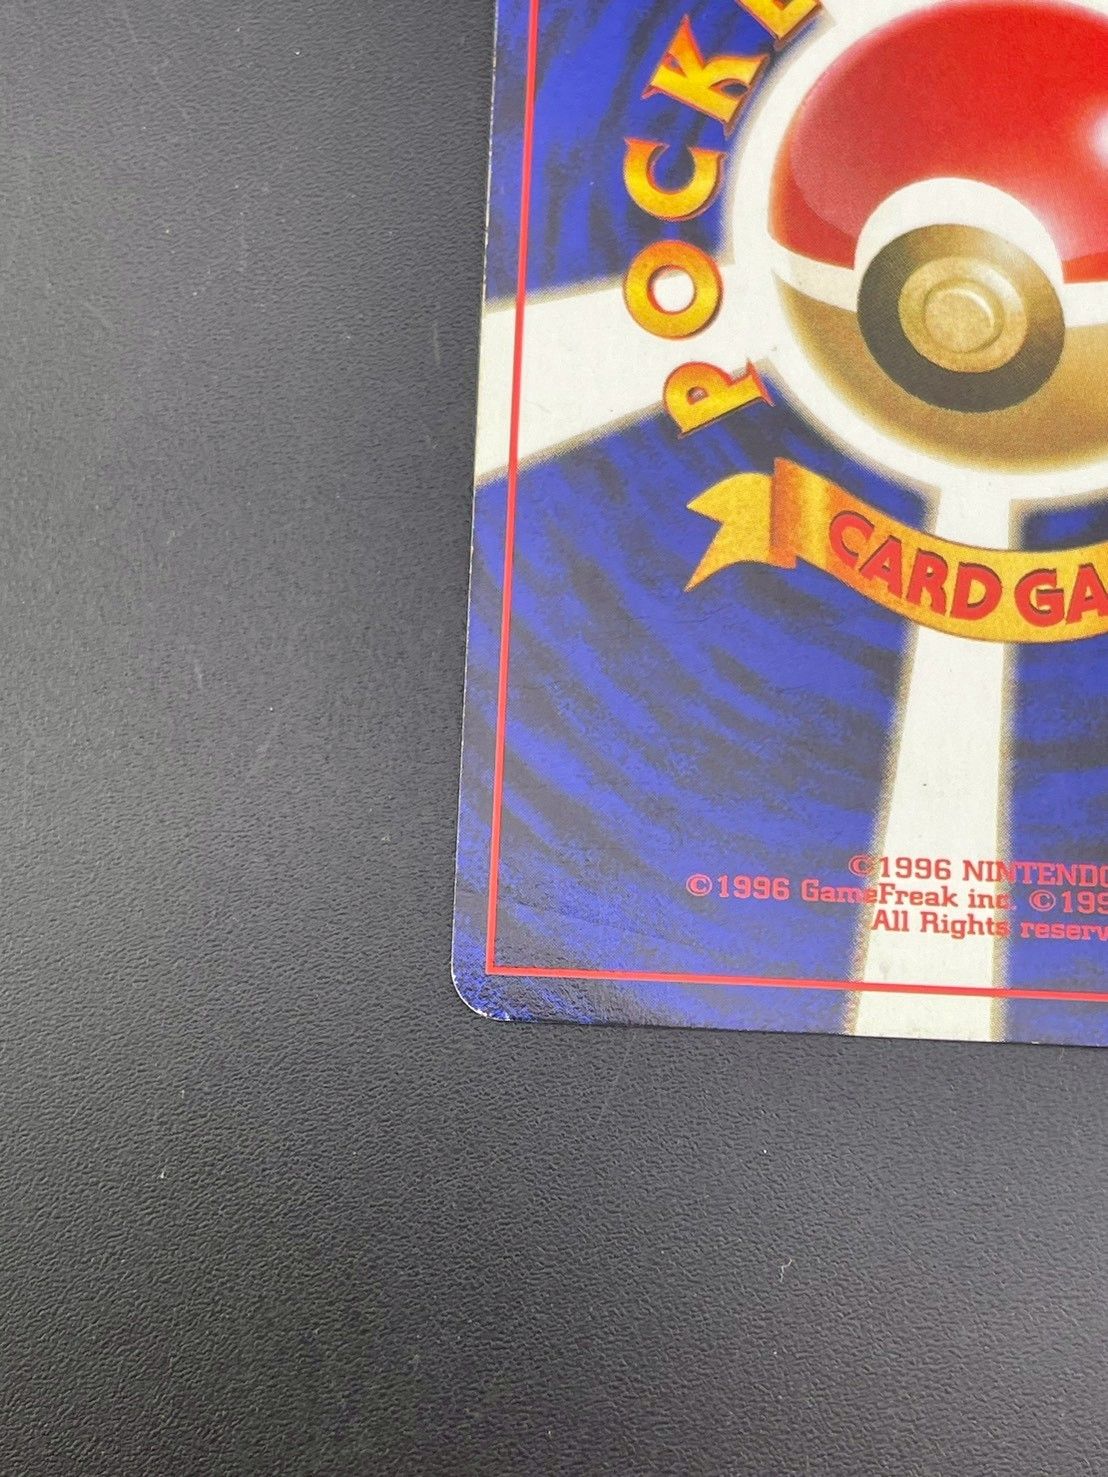 POCKE
CARD GA
©1996 NINTENDO
©1996 GameFreak inc. ©199
All Rights reserv